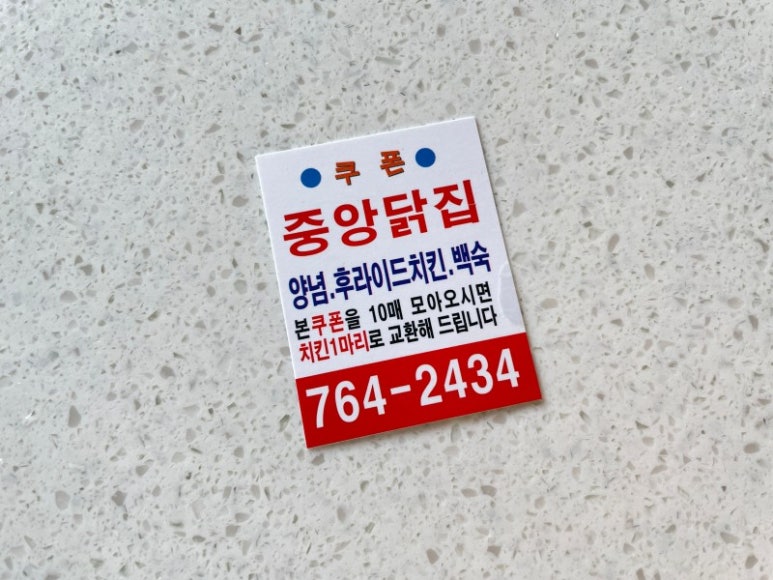 ● 쿠 폰 ●
중앙닭집
양념.후라이드치킨.백숙
본쿠폰을 10매 모아오시면
치킨1마리로 교환해 드립니다
764-2434